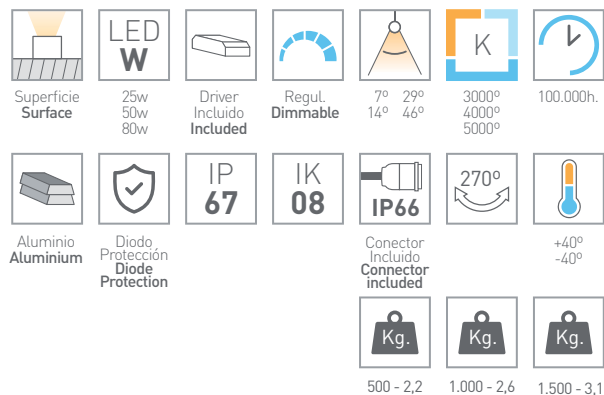 LED
W
K
Superficie
Surface
25w
50w
80w
Driver
Incluido
Included
Regul.
Dimmable
7º 29º
14º 46º
3000º
4000º
5000º
100.000h.
IP
67
IK
08
IP66
270º
Aluminio
Aluminium
Diodo
Protección
Diode
Protection
Conector
Incluido
Connector
included
+40º
-40º
Kg.
Kg.
Kg.
500 - 2,2
1.000 - 2,6
1.500 - 3,1